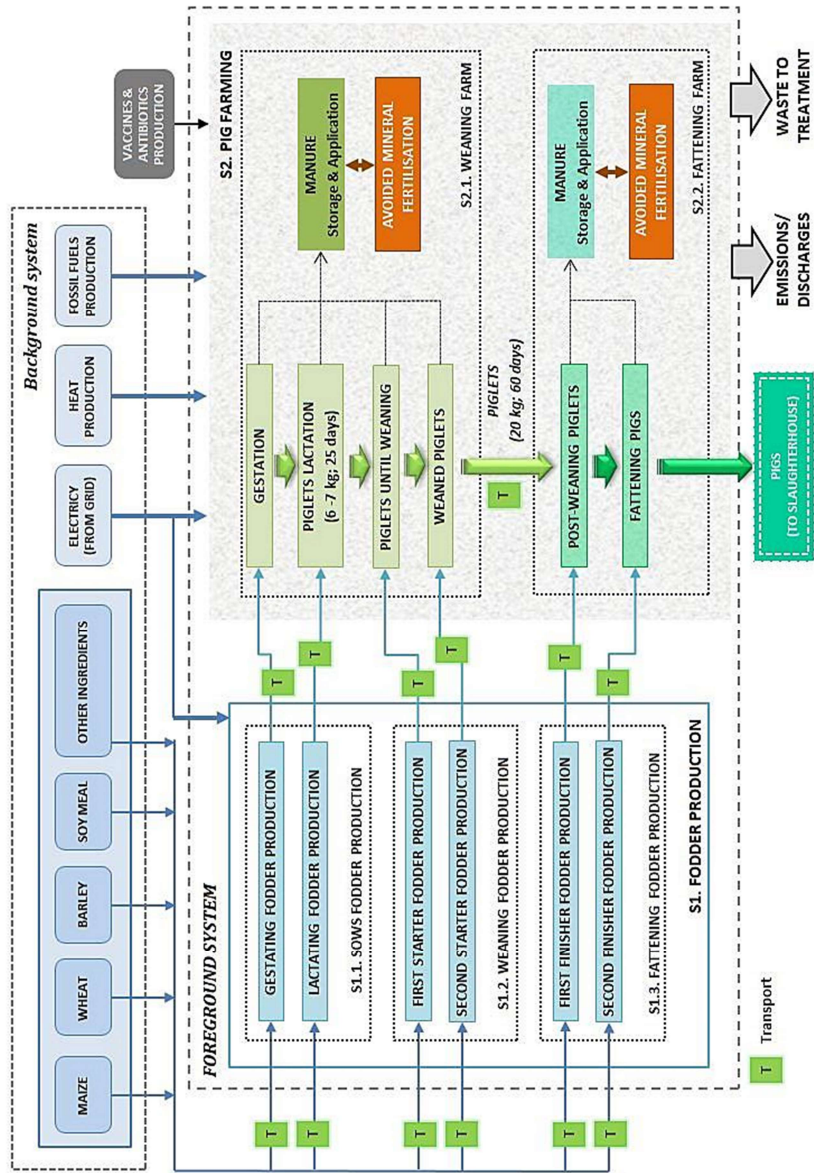 Background system
MAIZE
WHEAT
BARLEY
SOY MEAL
OTHER INGREDIENTS
ELECTRICY
(FROM GRID)
HEAT
PRODUCTION
FOSSIL FUELS
PRODUCTION
VACCINES &
ANTIBIOTICS
PRODUCTION
FOREGROUND SYSTEM
T
T
T
T
T
T
GESTATING FODDER PRODUCTION
LACTATING FODDER PRODUCTION
S1.1. SOWS FODDER PRODUCTION
FIRST STARTER FODDER PRODUCTION
SECOND STARTER FODDER PRODUCTION
S1.2. WEANING FODDER PRODUCTION
FIRST FINISHER FODDER PRODUCTION
SECOND FINISHER FODDER PRODUCTION
S1.3. FATTENING FODDER PRODUCTION
S1. FODDER PRODUCTION
T
T
T
T
T
T
S2. PIG FARMING
GESTATION
PIGLETS LACTATION
(6 -7 kg; 25 days)
PIGLETS UNTIL WEANING
WEANED PIGLETS
MANURE
Storage & Application
AVOIDED MINERAL
FERTILISATION
S2.1. WEANING FARM
T
PIGLETS
(20 kg; 60 days)
POST-WEANING PIGLETS
FATTENING PIGS
MANURE
Storage & Application
AVOIDED MINERAL
FERTILISATION
S2.2. FATTENING FARM
T
Transport
PIGS
(TO SLAUGHTERHOUSE)
EMISSIONS/
DISCHARGES
WASTE TO
TREATMENT